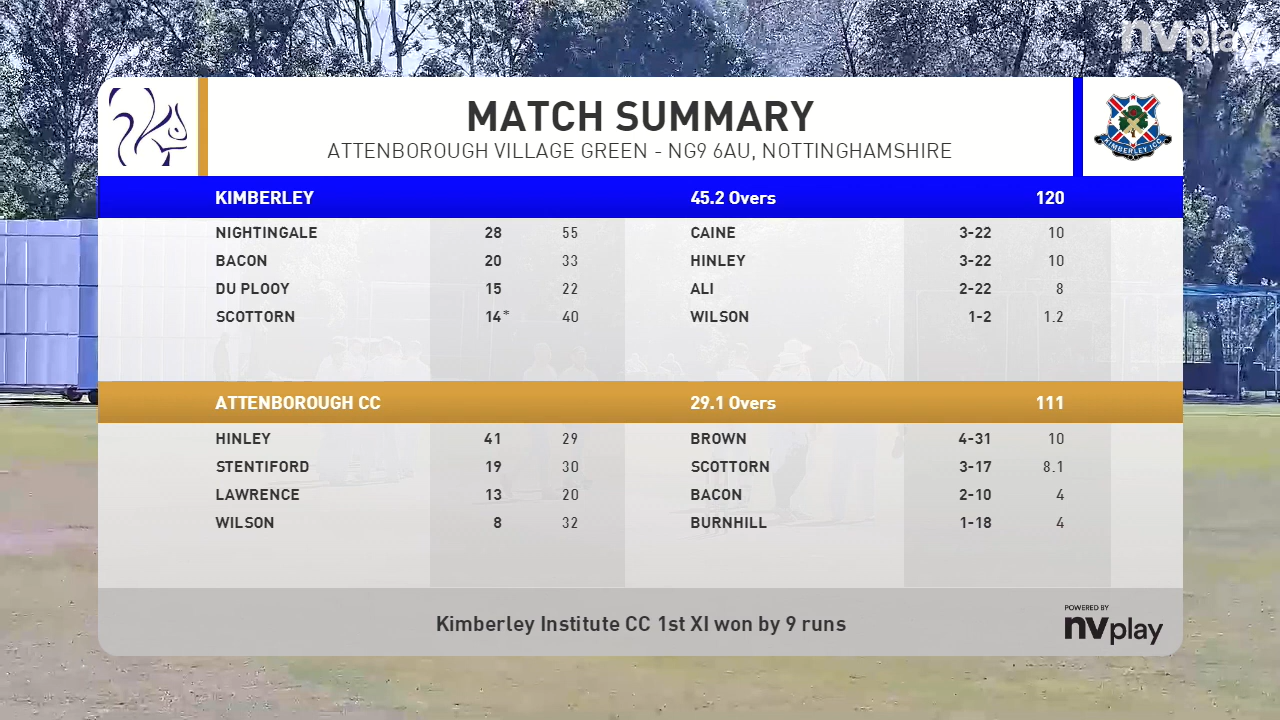 nvplay
MATCH SUMMARY
ATTENBOROUGH VILLAGE GREEN - NG9 6AU, NOTTINGHAMSHIRE
KIMBERLEY ICC
KIMBERLEY 45.2 Overs 120
NIGHTINGALE 28 55 CAINE 3-22 10
BACON 20 33 HINLEY 3-22 10
DU PLOOY 15 22 ALI 2-22 8
SCOTTORN 14* 40 WILSON 1-2 1.2
ATTENBOROUGH CC 29.1 Overs 111
HINLEY 41 29 BROWN 4-31 10
STENTIFORD 19 30 SCOTTORN 3-17 8.1
LAWRENCE 13 20 BACON 2-10 4
WILSON 8 32 BURNHILL 1-18 4
Kimberley Institute CC 1st XI won by 9 runs
POWERED BY
nvplay